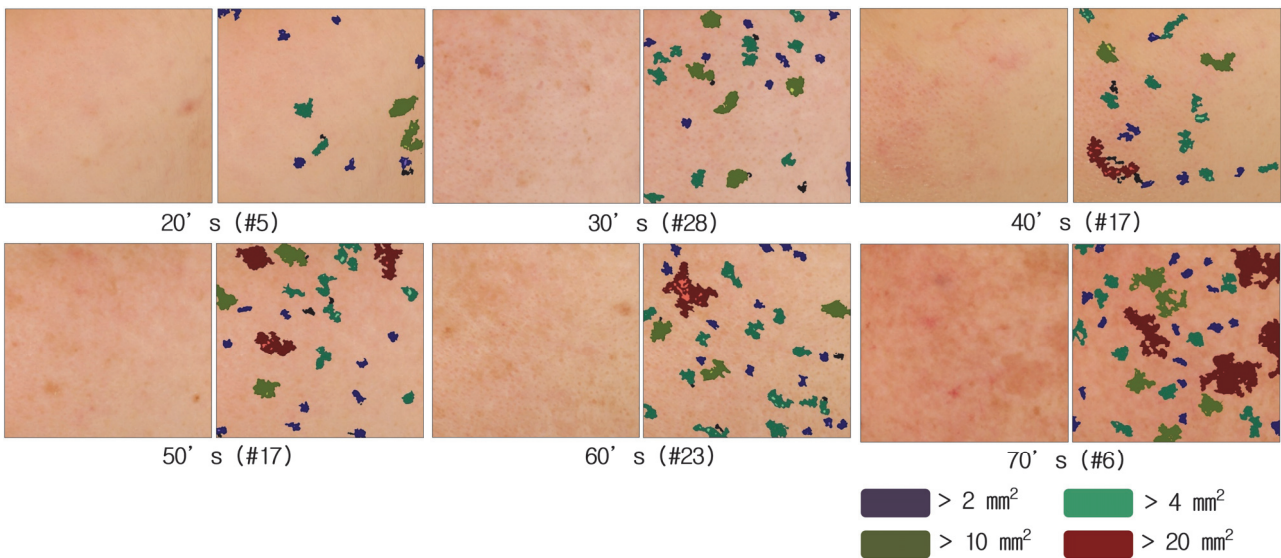 20’ s (#5)
30’ s (#28)
40’ s (#17)
50’ s (#17)
60’ s (#23)
70’ s (#6)
> 2 mm²
> 4 mm²
> 10 mm²
> 20 mm²